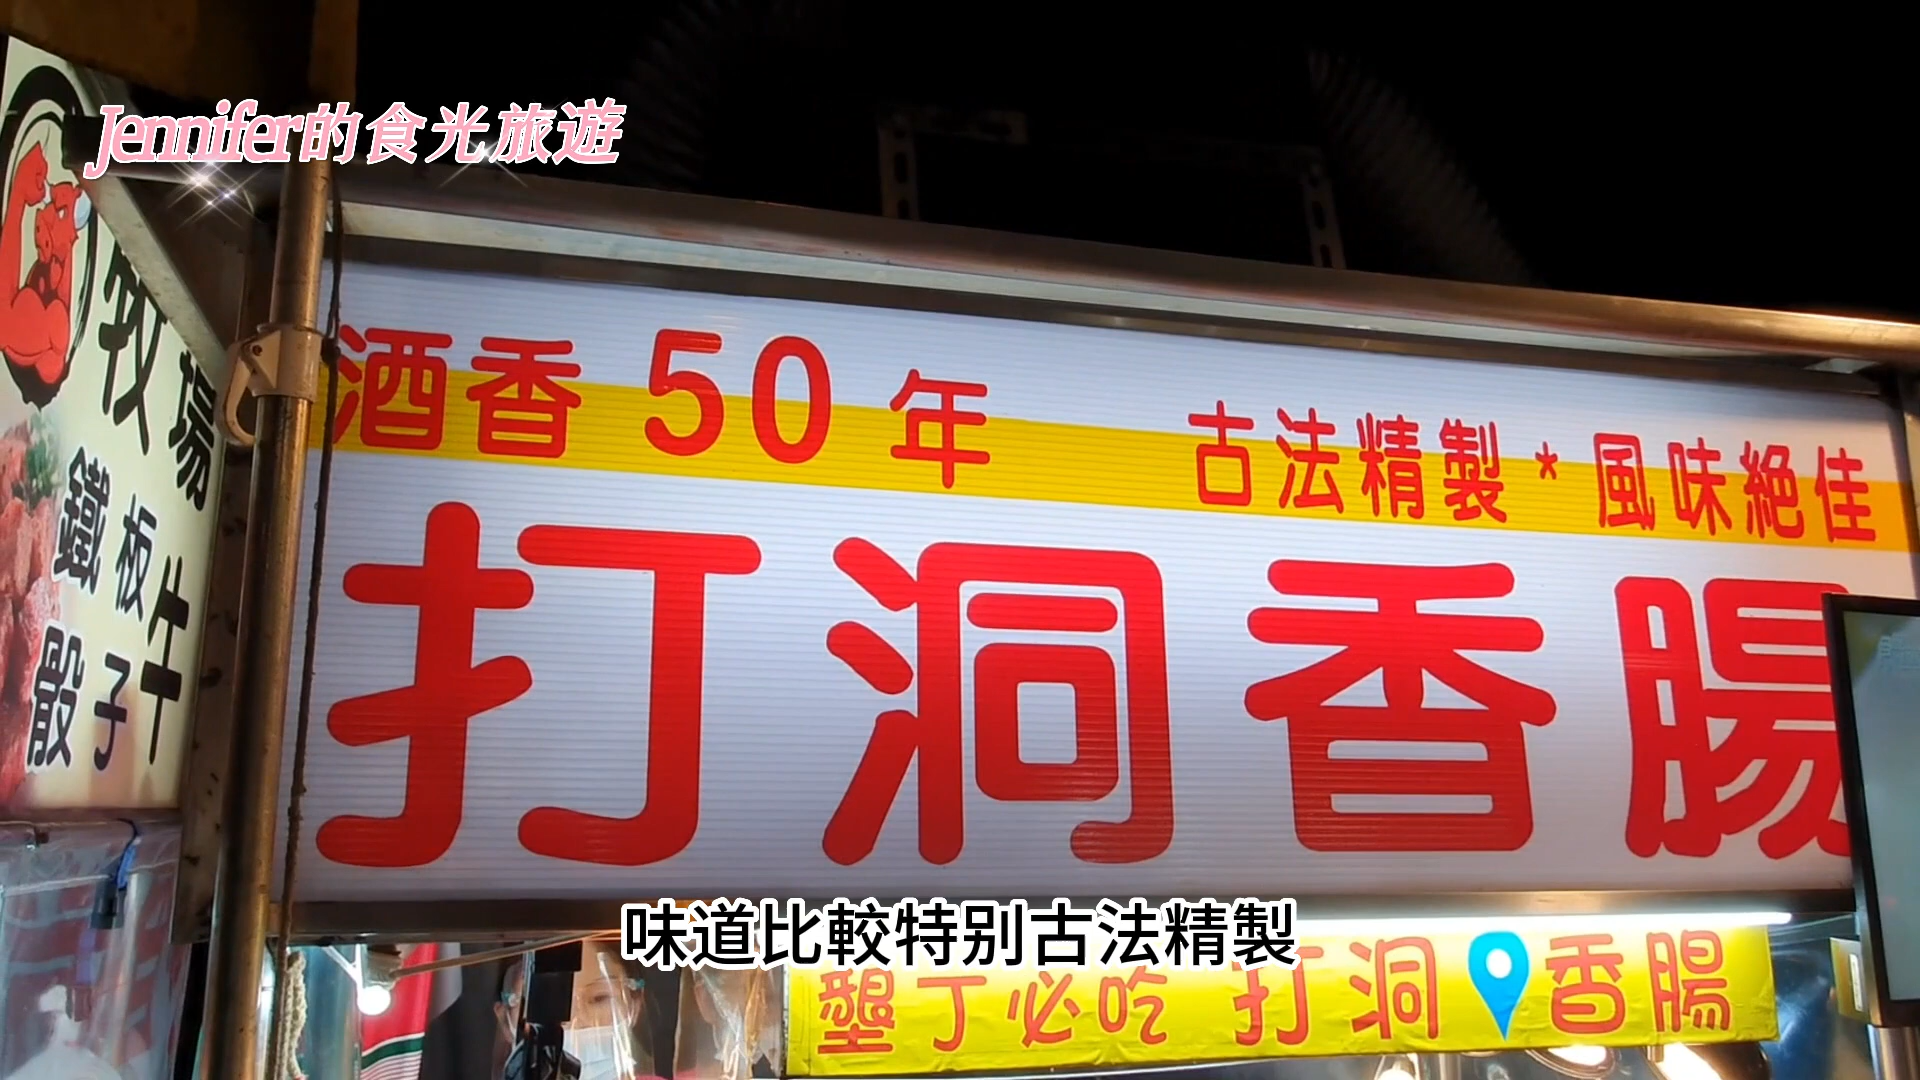 Jennifer的食光旅遊
牧場
鐵板牛
骰子
酒香50年 古法精製*風味絕佳
打洞香腸
味道比較特别古法精製
墾丁必吃 打洞香腸